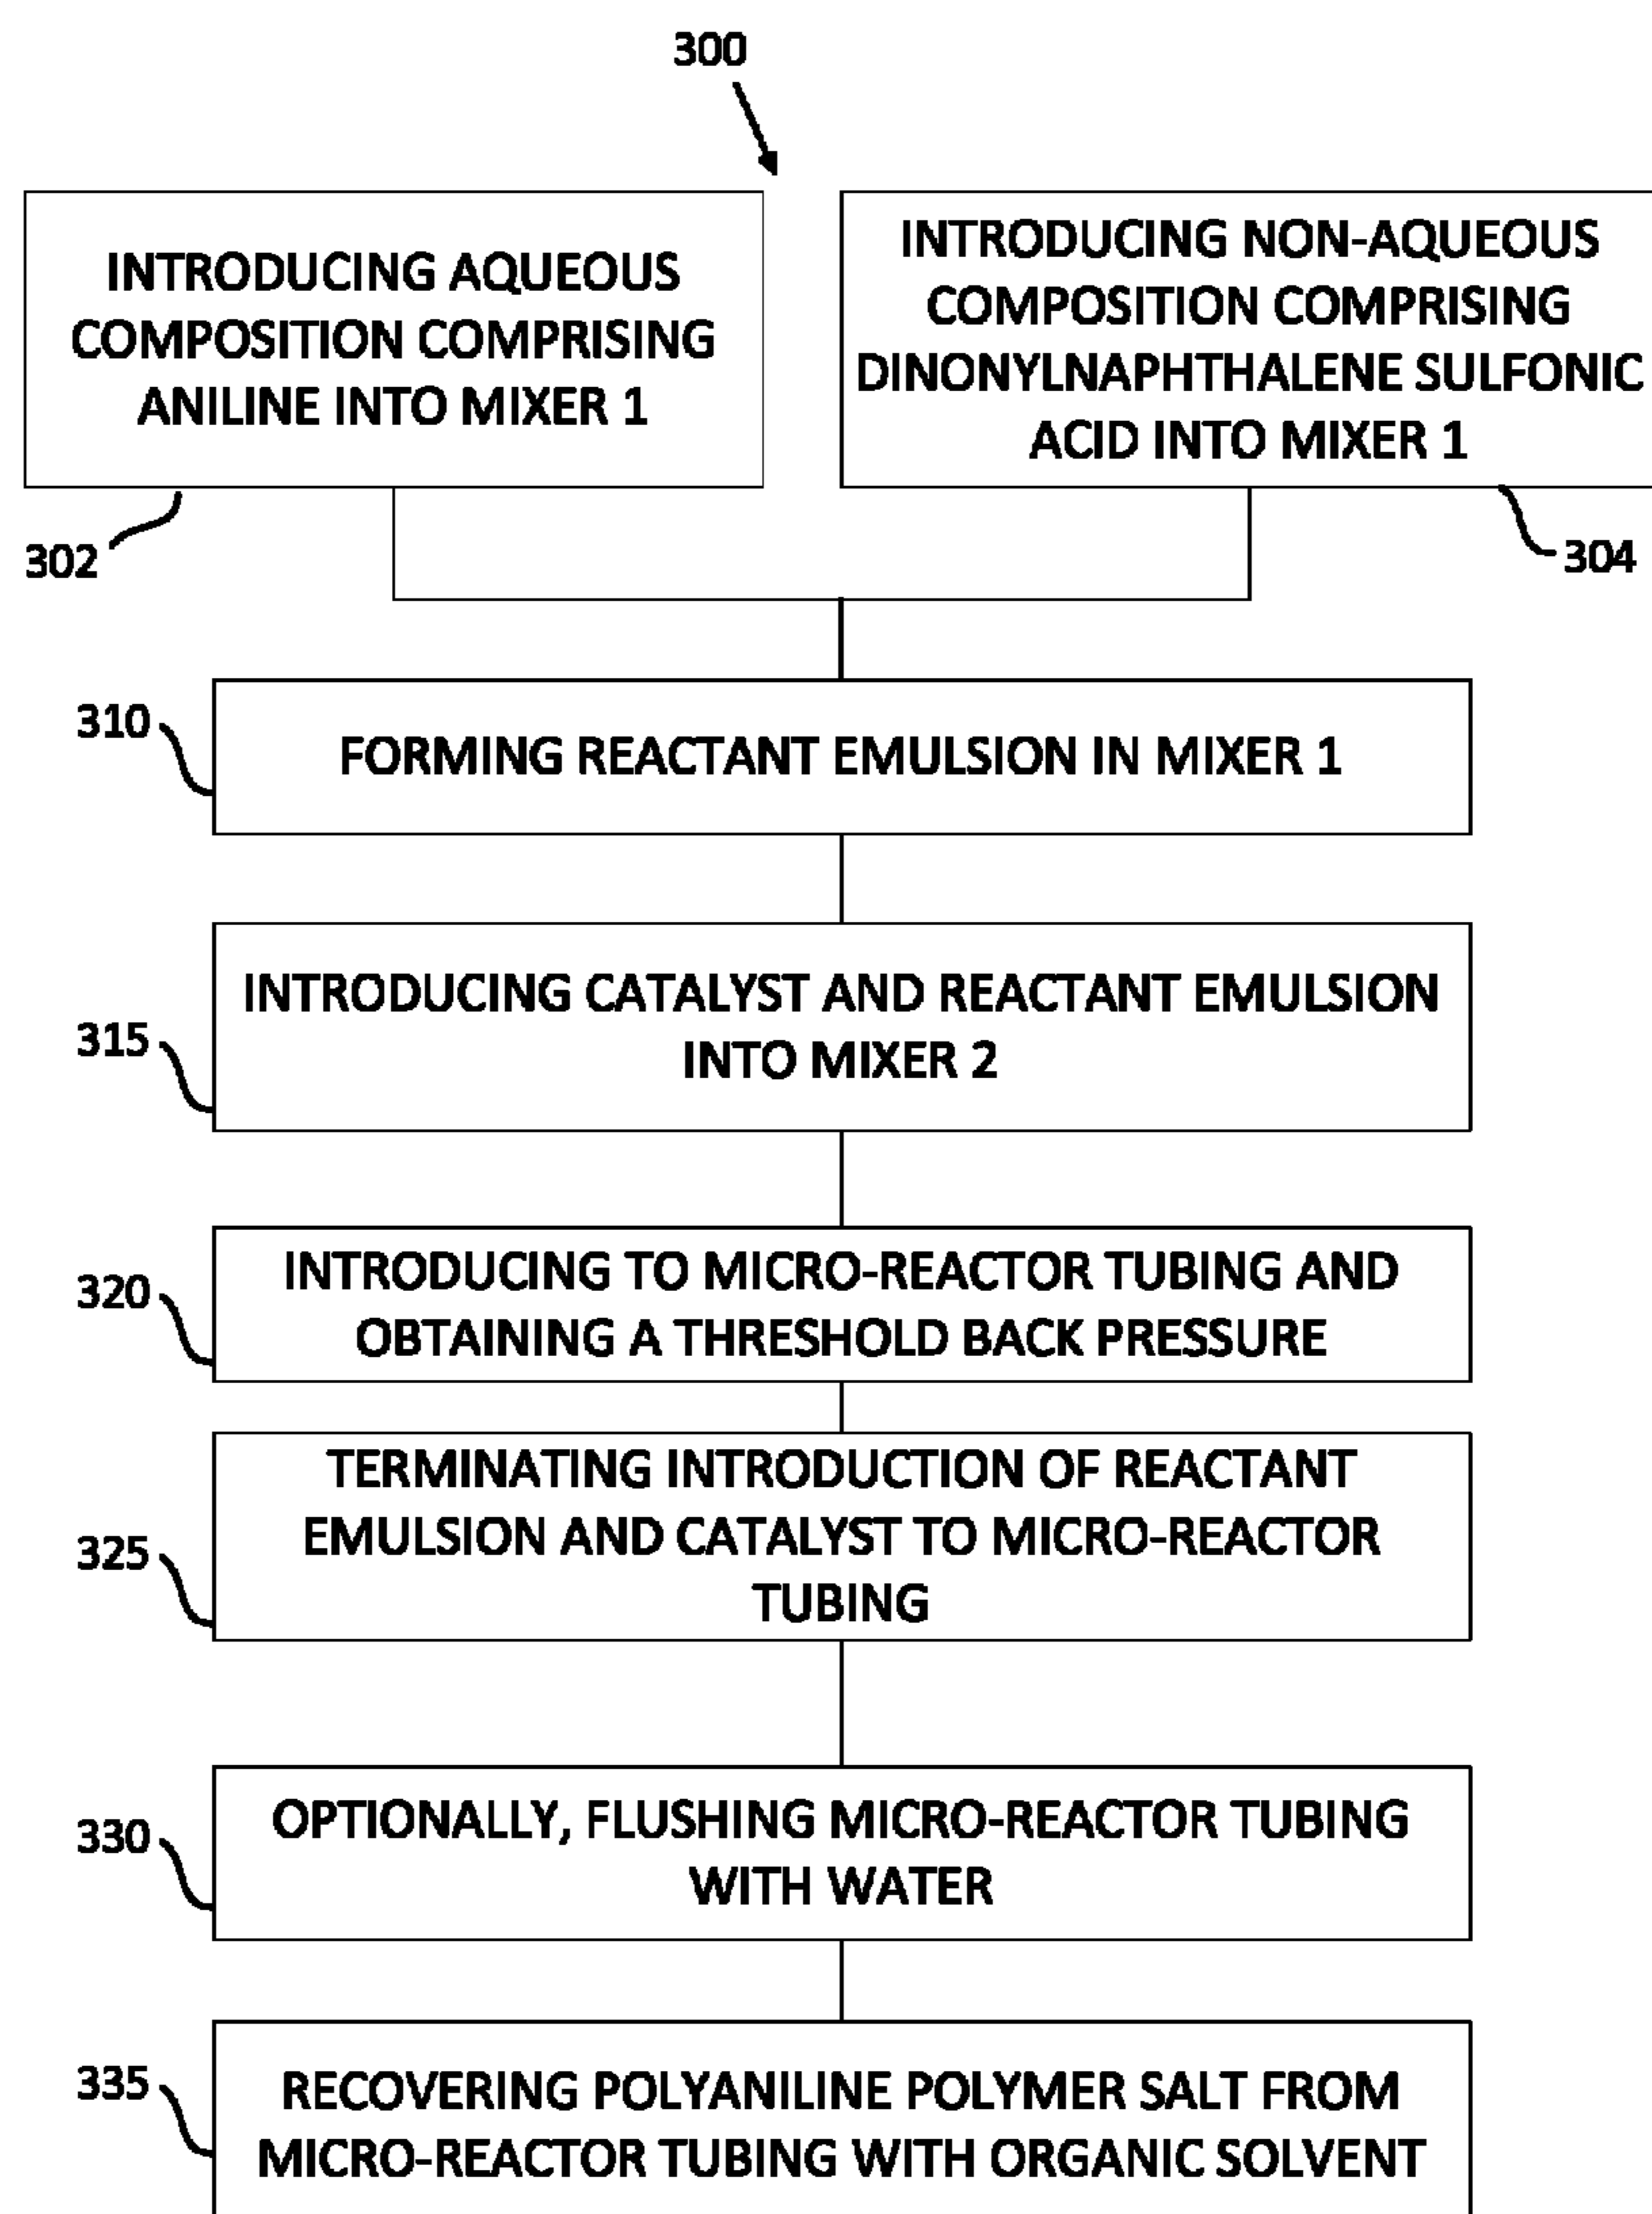 300
INTRODUCING AQUEOUS
COMPOSITION COMPRISING
ANILINE INTO MIXER 1
302
INTRODUCING NON-AQUEOUS
COMPOSITION COMPRISING
DINONYLNAPHTHALENE SULFONIC
ACID INTO MIXER 1
304
310
FORMING REACTANT EMULSION IN MIXER 1
315
INTRODUCING CATALYST AND REACTANT EMULSION
INTO MIXER 2
320
INTRODUCING TO MICRO-REACTOR TUBING AND
OBTAINING A THRESHOLD BACK PRESSURE
325
TERMINATING INTRODUCTION OF REACTANT
EMULSION AND CATALYST TO MICRO-REACTOR
TUBING
330
OPTIONALLY, FLUSHING MICRO-REACTOR TUBING
WITH WATER
335
RECOVERING POLYANILINE POLYMER SALT FROM
MICRO-REACTOR TUBING WITH ORGANIC SOLVENT